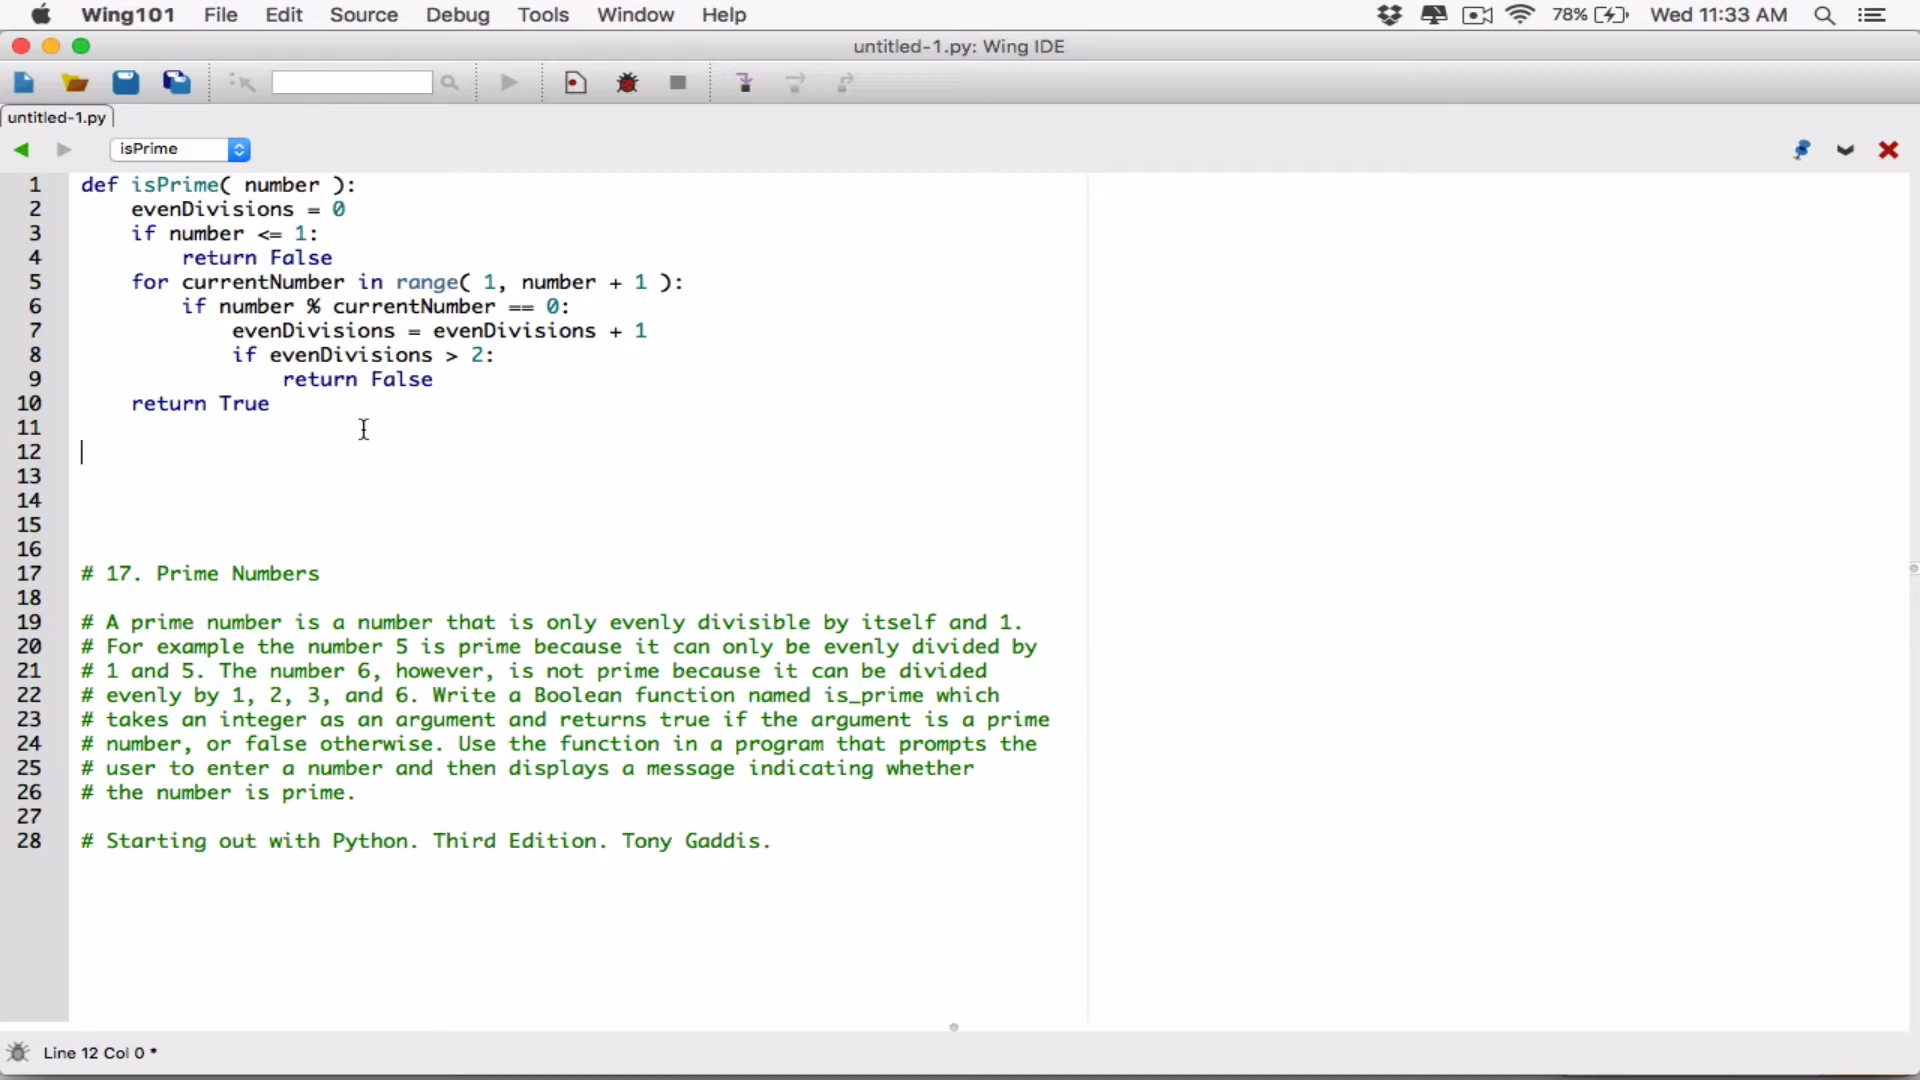 Wing101 File Edit Source Debug Tools Window Help 78% Wed 11:33 AM
untitled-1.py: Wing IDE
untitled-1.py
isPrime
1 def isPrime( number ):
2     evenDivisions = 0
3     if number <= 1:
4         return False
5     for currentNumber in range( 1, number + 1 ):
6         if number % currentNumber == 0:
7             evenDivisions = evenDivisions + 1
8             if evenDivisions > 2:
9                 return False
10     return True
11
12
13
14
15
16
17 # 17. Prime Numbers
18
19 # A prime number is a number that is only evenly divisible by itself and 1.
20 # For example the number 5 is prime because it can only be evenly divided by
21 # 1 and 5. The number 6, however, is not prime because it can be divided
22 # evenly by 1, 2, 3, and 6. Write a Boolean function named is_prime which
23 # takes an integer as an argument and returns true if the argument is a prime
24 # number, or false otherwise. Use the function in a program that prompts the
25 # user to enter a number and then displays a message indicating whether
26 # the number is prime.
27
28 # Starting out with Python. Third Edition. Tony Gaddis.
Line 12 Col 0 *